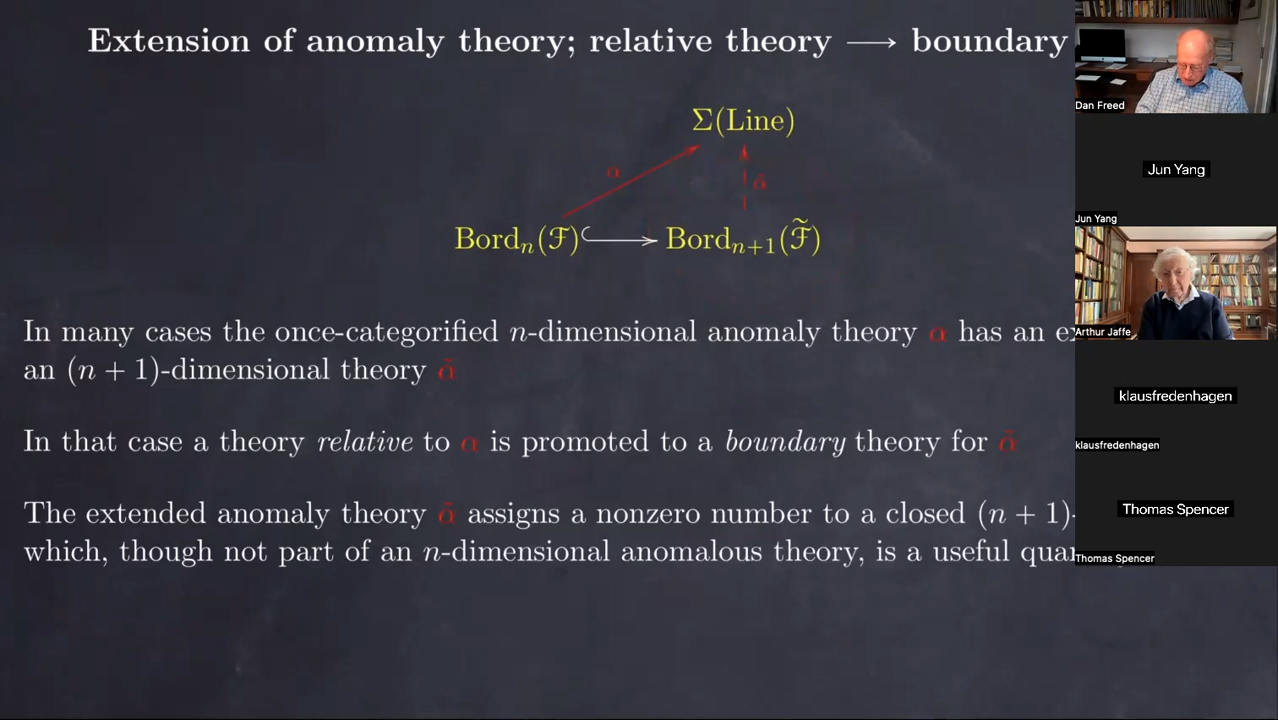 Extension of anomaly theory; relative theory ⟶ boundary
Σ(Line)
α
α̃
Bordₙ(ℱ)
Bordₙ₊₁(ℱ̃)
In many cases the once-categorified n-dimensional anomaly theory α has an
an (n + 1)-dimensional theory α̃
In that case a theory relative to α is promoted to a boundary theory for α̃
The extended anomaly theory α̃ assigns a nonzero number to a closed (n + 1)-
which, though not part of an n-dimensional anomalous theory, is a useful
Dan Freed
Jun Yang
Jun Yang
Arthur Jaffe
klausfredenhagen
klausfredenhagen
Thomas Spencer
Thomas Spencer